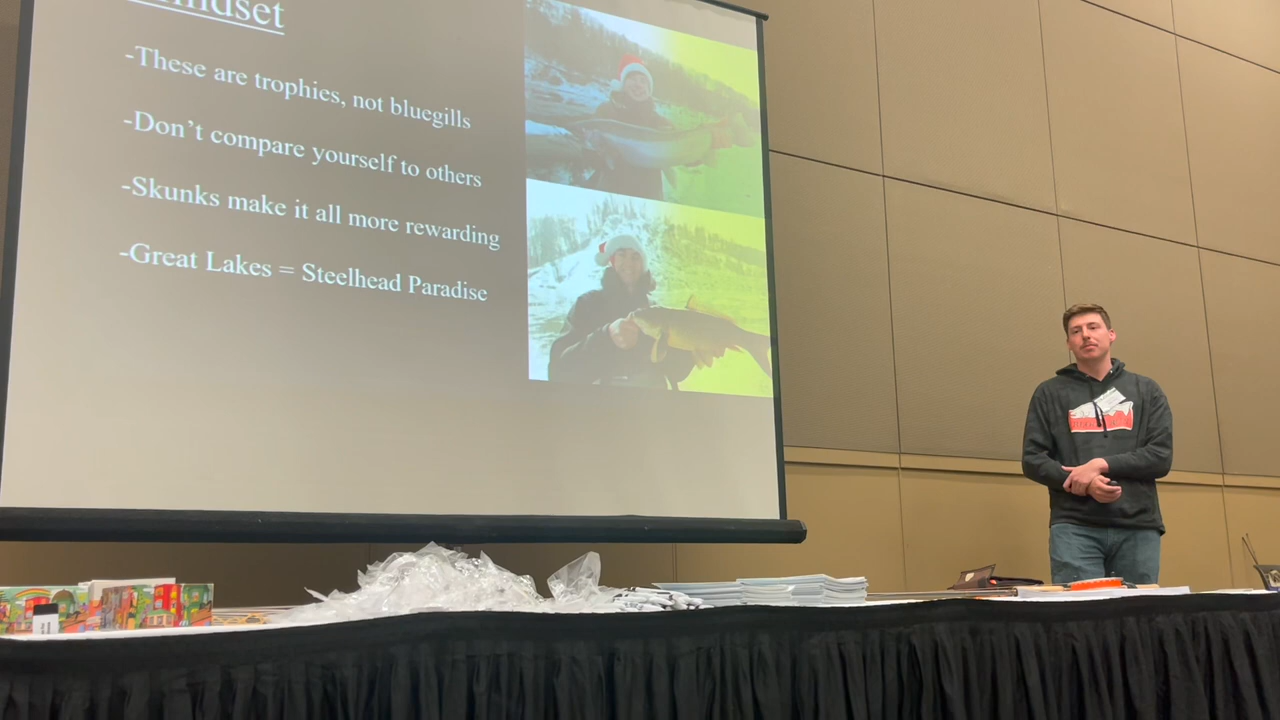 -These are trophies, not bluegills
-Don’t compare yourself to others
-Skunks make it all more rewarding
-Great Lakes = Steelhead Paradise